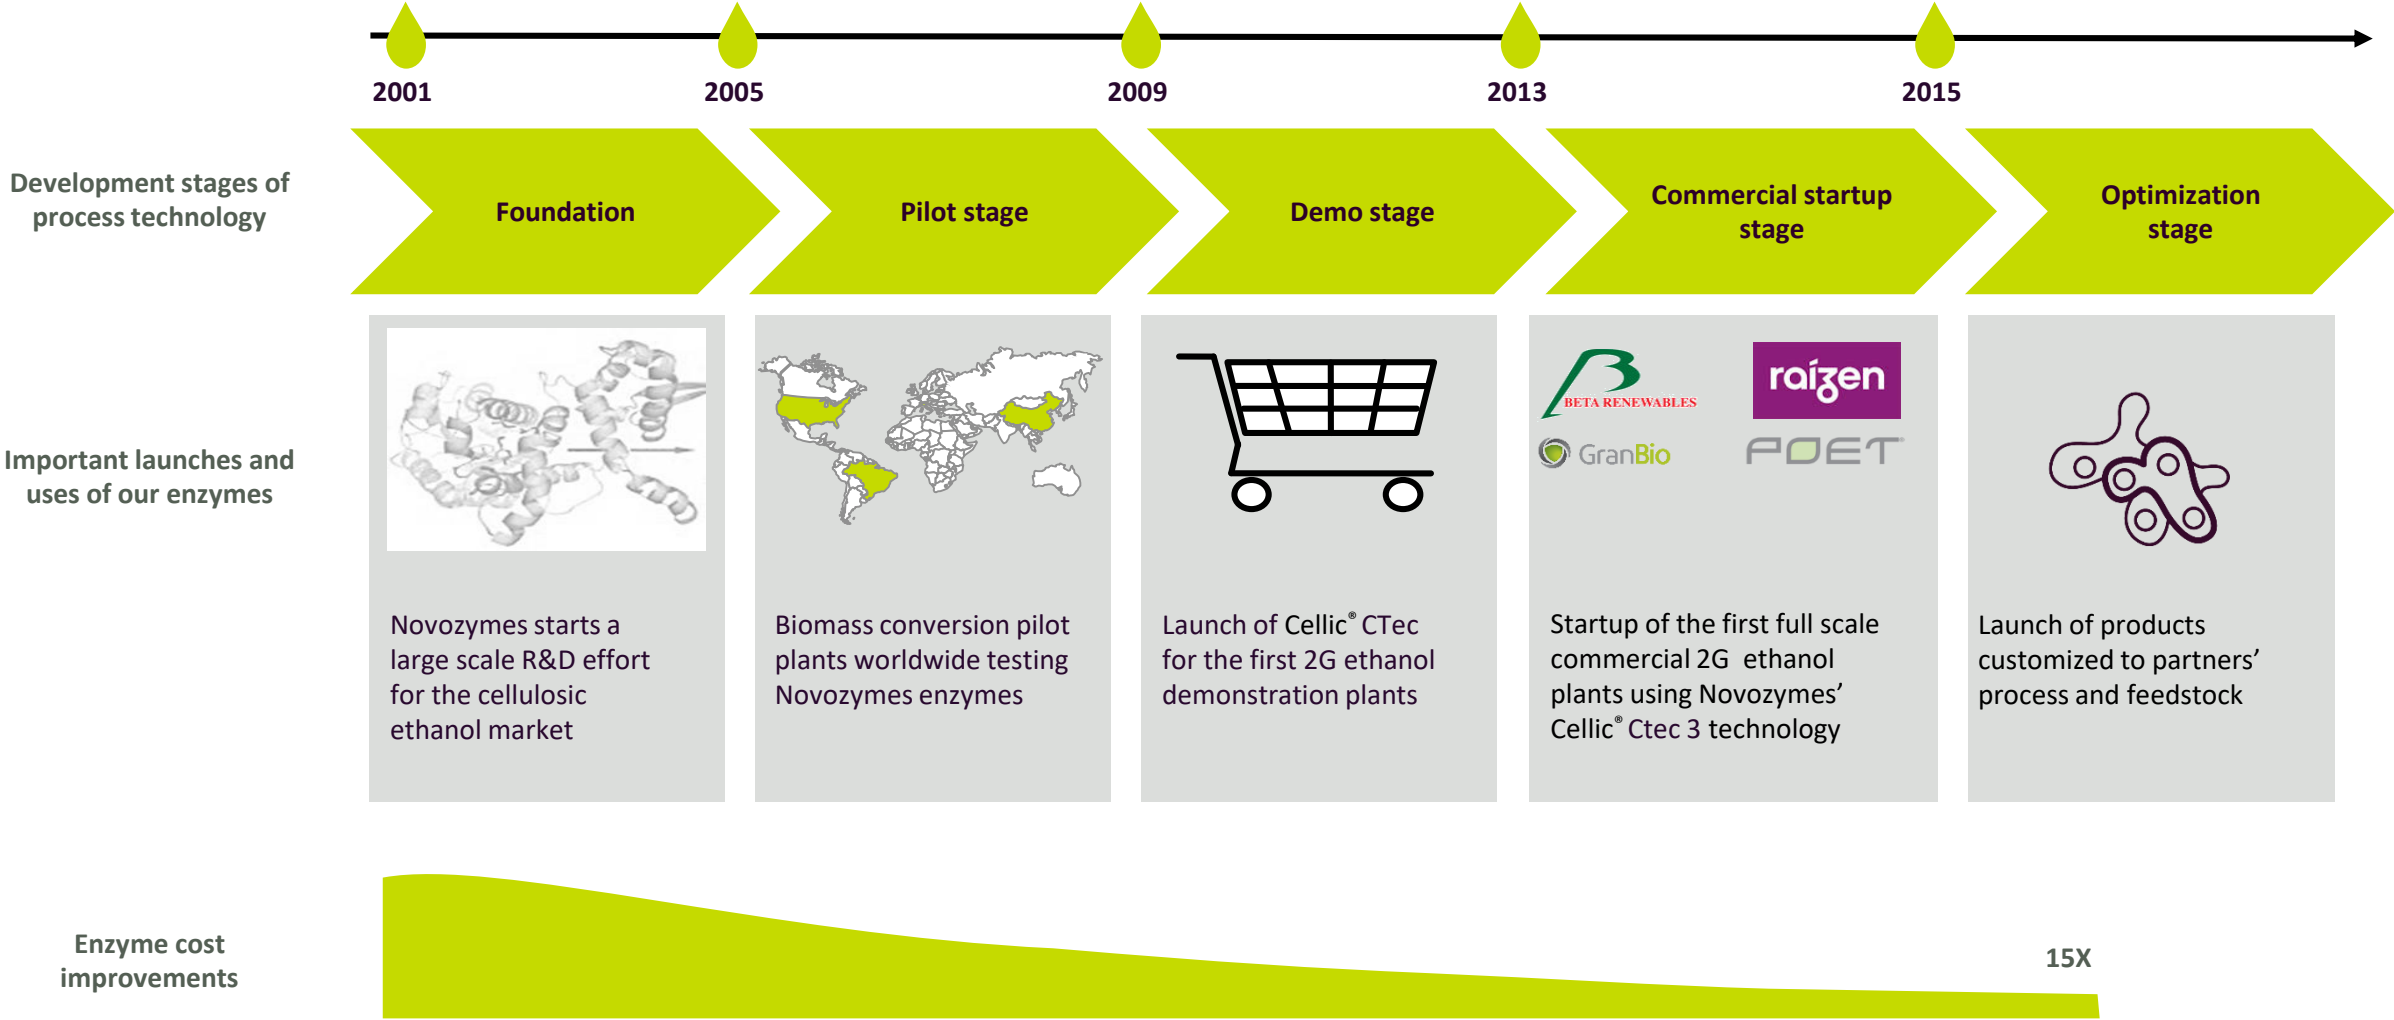 2001
2005
2009
2013
2015
Development stages of
process technology
Foundation
Pilot stage
Demo stage
Commercial startup
stage
Optimization
stage
Important launches and
uses of our enzymes
BETA RENEWABLES
raízen
GranBio
POET
Novozymes starts a
large scale R&D effort
for the cellulosic
ethanol market
Biomass conversion pilot
plants worldwide testing
Novozymes enzymes
Launch of Cellic® CTec
for the first 2G ethanol
demonstration plants
Startup of the first full scale
commercial 2G ethanol
plants using Novozymes’
Cellic® Ctec 3 technology
Launch of products
customized to partners’
process and feedstock
Enzyme cost
improvements
15X